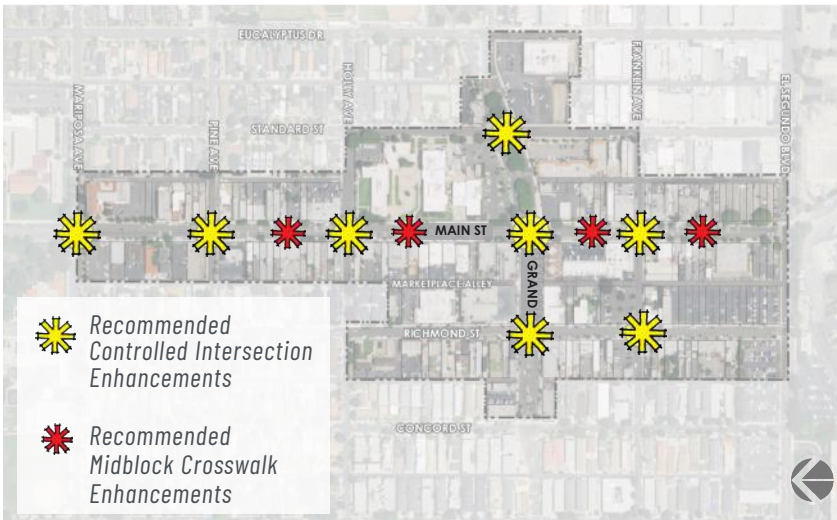 EUCALYPTUS DR
MARIPOSA AVE
PINE AVE
HOLLY AVE
STANDARD ST
FRANKLIN AVE
EL SEGUNDO BLVD
MAIN ST
GRAND
MARKETPLACE ALLEY
RICHMOND ST
CONCORD ST
Recommended
Controlled Intersection
Enhancements
Recommended
Midblock Crosswalk
Enhancements